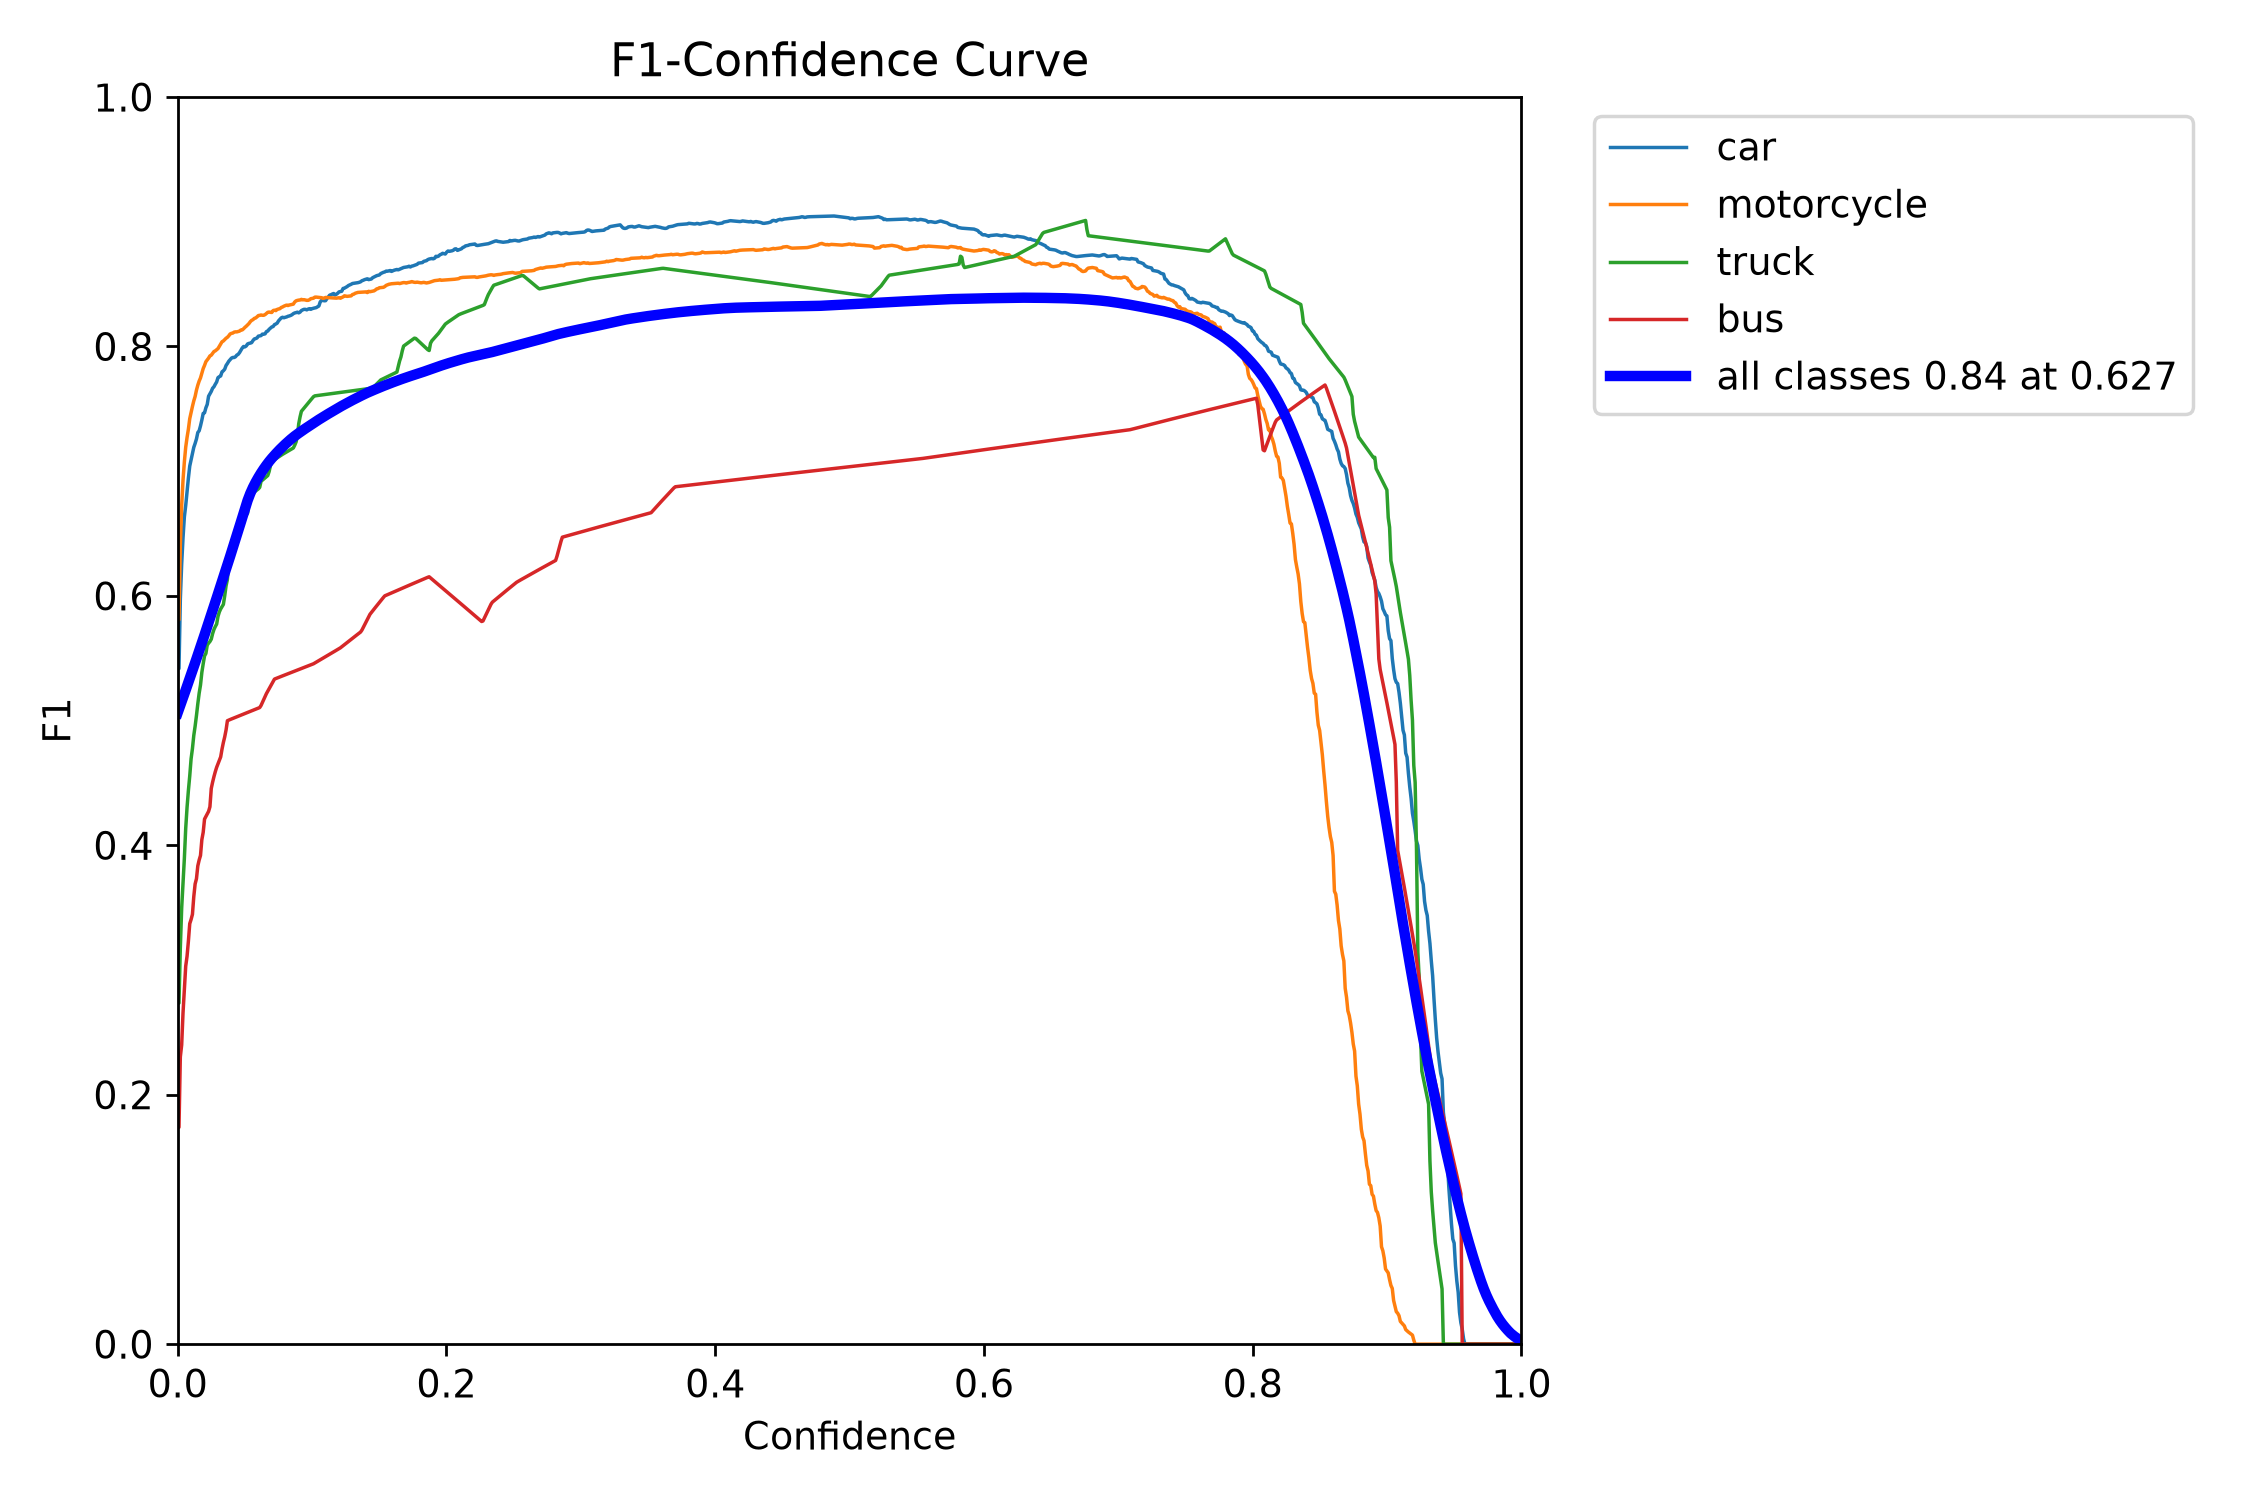 F1-Confidence Curve
1.0
0.8
0.6
0.4
0.2
0.0
F1
0.0 0.2 0.4 0.6 0.8 1.0
Confidence
car
motorcycle
truck
bus
all classes 0.84 at 0.627